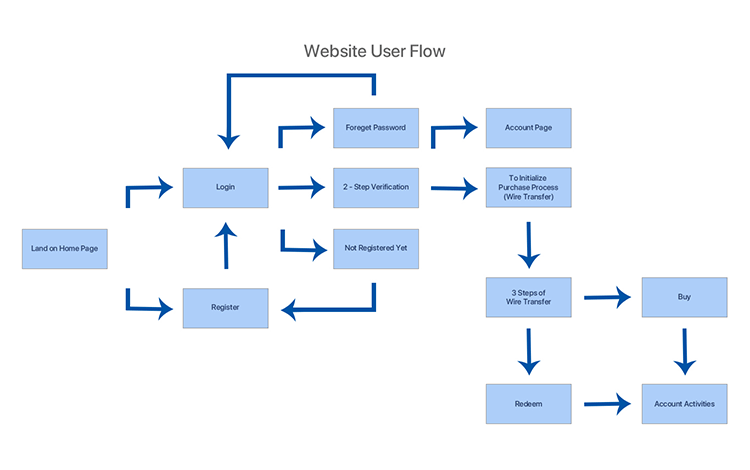 Website User Flow
Foreget Password
Account Page
Login
2 - Step Verification
To Initialize
Purchase Process
(Wire Transfer)
Land on Home Page
Not Registered Yet
Register
3 Steps of
Wire Transfer
Buy
Redeem
Account Activities